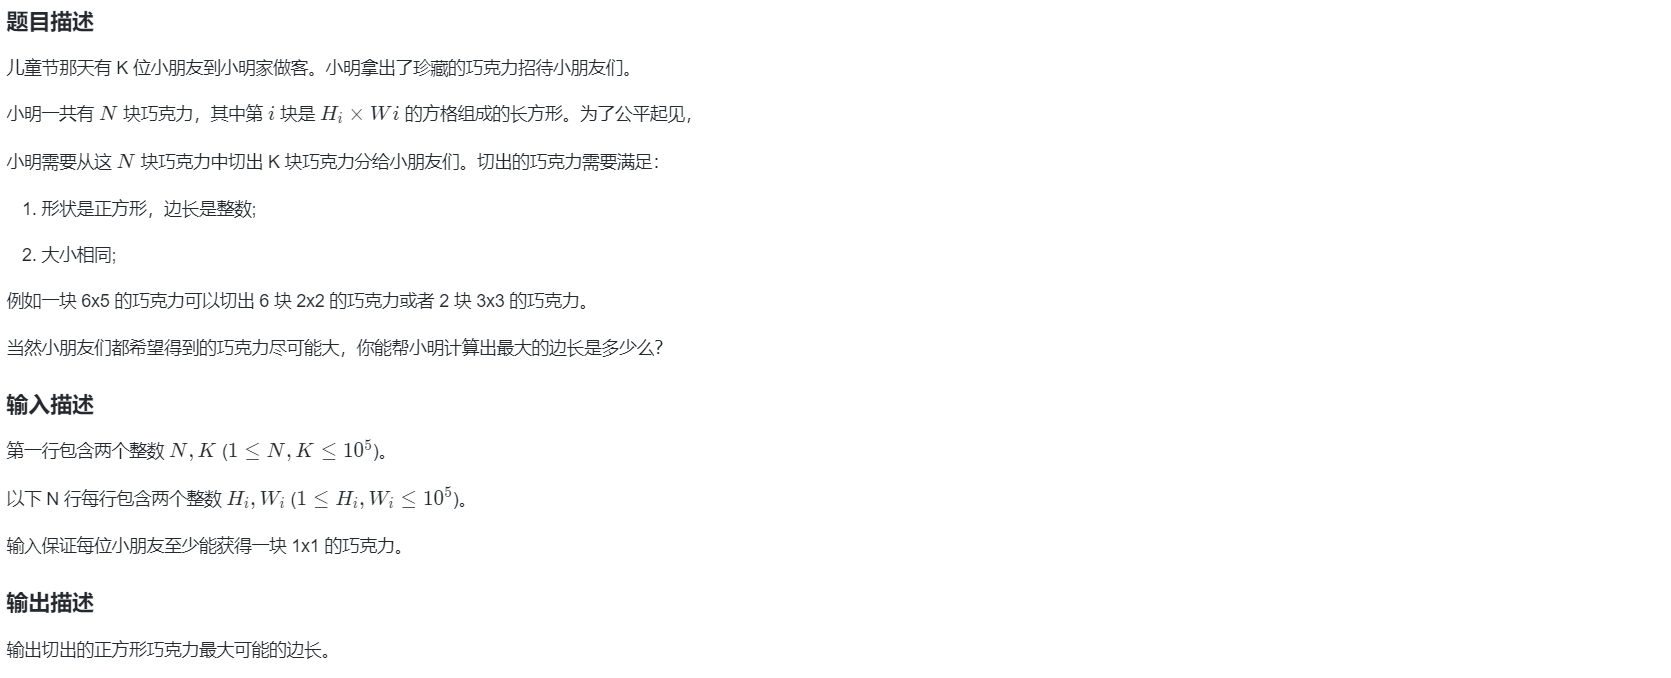 题目描述
儿童节那天有 K 位小朋友到小明家做客。小明拿出了珍藏的巧克力招待小朋友们。
小明一共有 N 块巧克力，其中第 i 块是 Hi × Wi 的方格组成的长方形。为了公平起见，
小明需要从这 N 块巧克力中切出 K 块巧克力分给小朋友们。切出的巧克力需要满足：
1. 形状是正方形，边长是整数;
2. 大小相同;
例如一块 6x5 的巧克力可以切出 6 块 2x2 的巧克力或者 2 块 3x3 的巧克力。
当然小朋友们都希望得到的巧克力尽可能大，你能帮小明计算出最大的边长是多少么？
输入描述
第一行包含两个整数 N, K (1 ≤ N, K ≤ 10^5)。
以下 N 行每行包含两个整数 Hi, Wi (1 ≤ Hi, Wi ≤ 10^5)。
输入保证每位小朋友至少能获得一块 1x1 的巧克力。
输出描述
输出切出的正方形巧克力最大可能的边长。